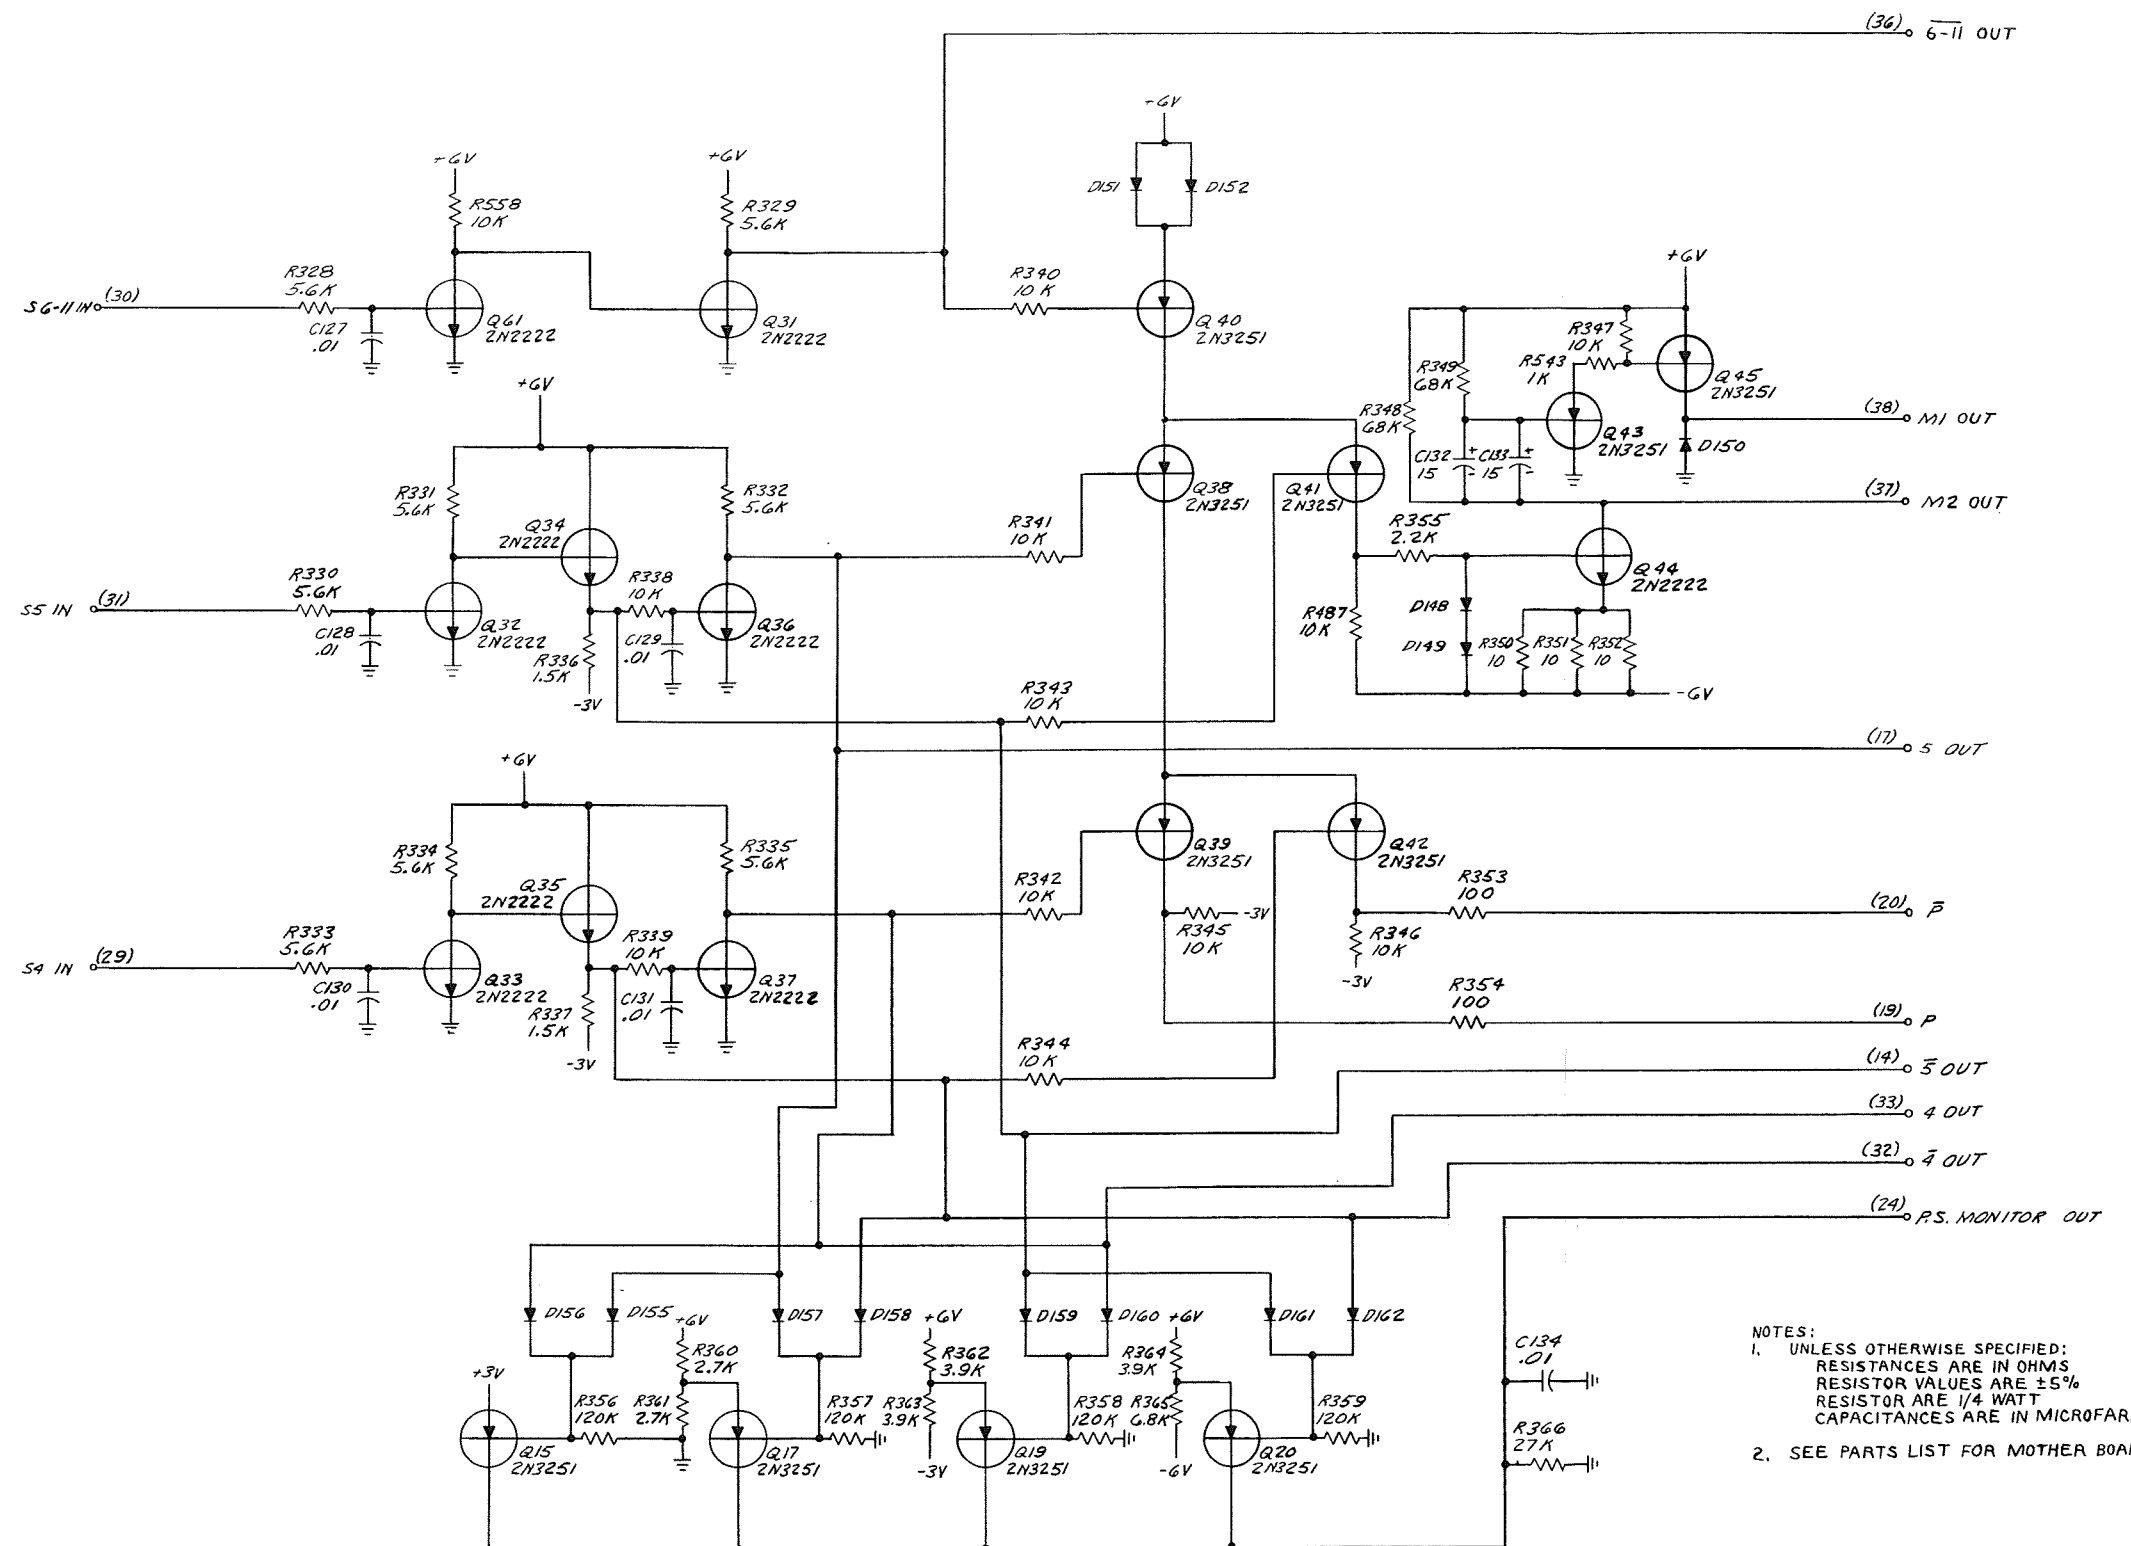 (36) 6-11 OUT
+6V
+6V
+6V
D151
D152
R558
10K
R329
5.6K
R328
5.6K
R340
10K
+6V
S6-11 IN (30)
C127
.01
Q61
2N2222
Q31
2N2222
Q40
2N3251
R347
10K
R543
1K
R349
68K
Q45
2N3251
+6V
R348
68K
(38) M1 OUT
Q43
2N3251
D150
C132
15
+
-
C133
15
+
-
R331
5.6K
R332
5.6K
Q38
2N3251
Q41
2N3251
(37) M2 OUT
Q34
2N2222
R341
10K
R355
2.2K
R330
5.6K
R338
10K
Q44
2N2222
S5 IN (31)
C128
.01
Q32
2N2222
C129
.01
Q36
2N2222
R487
10K
D148
R336
1.5K
D149
R350
10
R351
10
R352
10
-3V
R343
10K
-6V
(17) 5 OUT
+6V
R334
5.6K
R335
5.6K
Q39
2N3251
Q42
2N3251
Q35
2N2222
R342
10K
R353
100
(20) P̅
-3V
R345
10K
R346
10K
R333
5.6K
R339
10K
S4 IN (29)
C130
.01
Q33
2N2222
C131
.01
Q37
2N2222
-3V
R354
100
R337
1.5K
(19) P
-3V
R344
10K
(14) 5̅ OUT
(33) 4 OUT
(32) 4̅ OUT
(24) P.S. MONITOR OUT
D156
D155
D157
D158
D159
D160
D161
D162
+6V
+6V
+6V
R360
2.7K
R362
3.9K
R364
3.9K
C134
.01
+3V
R356
120K
R361
2.7K
R357
120K
R363
3.9K
R358
120K
R365
6.8K
R359
120K
R366
27K
Q15
2N3251
Q17
2N3251
-3V
Q19
2N3251
-6V
Q20
2N3251
NOTES:
1. UNLESS OTHERWISE SPECIFIED:
RESISTANCES ARE IN OHMS
RESISTOR VALUES ARE ±5%
RESISTOR ARE 1/4 WATT
CAPACITANCES ARE IN MICROFAR
2. SEE PARTS LIST FOR MOTHER BOA